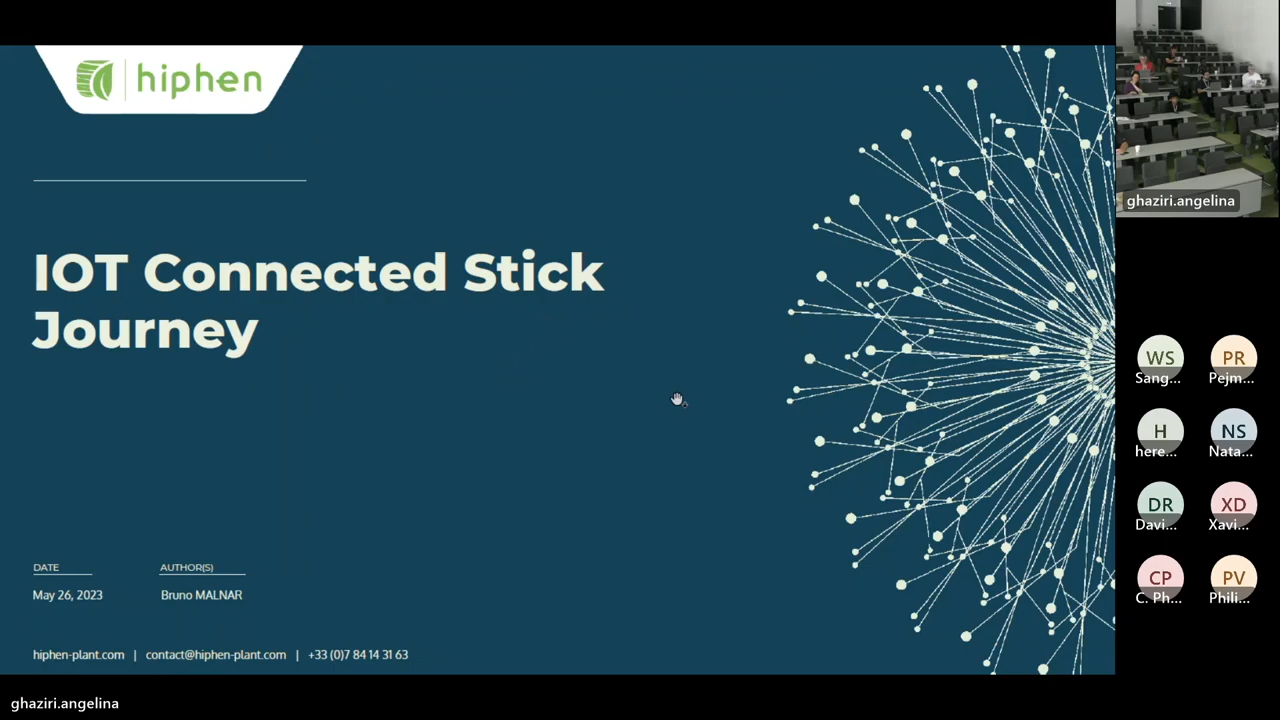 hiphen
IOT Connected Stick
Journey
DATE
AUTHOR(S)
May 26, 2023
Bruno MALNAR
hiphen-plant.com | contact@hiphen-plant.com | +33 (0)7 84 14 31 63
ghaziri.angelina
ghaziri.angelina
WS
Sang...
PR
Pejm...
H
here...
NS
Nata...
DR
Davi...
XD
Xavi...
CP
C. Ph...
PV
Phili...